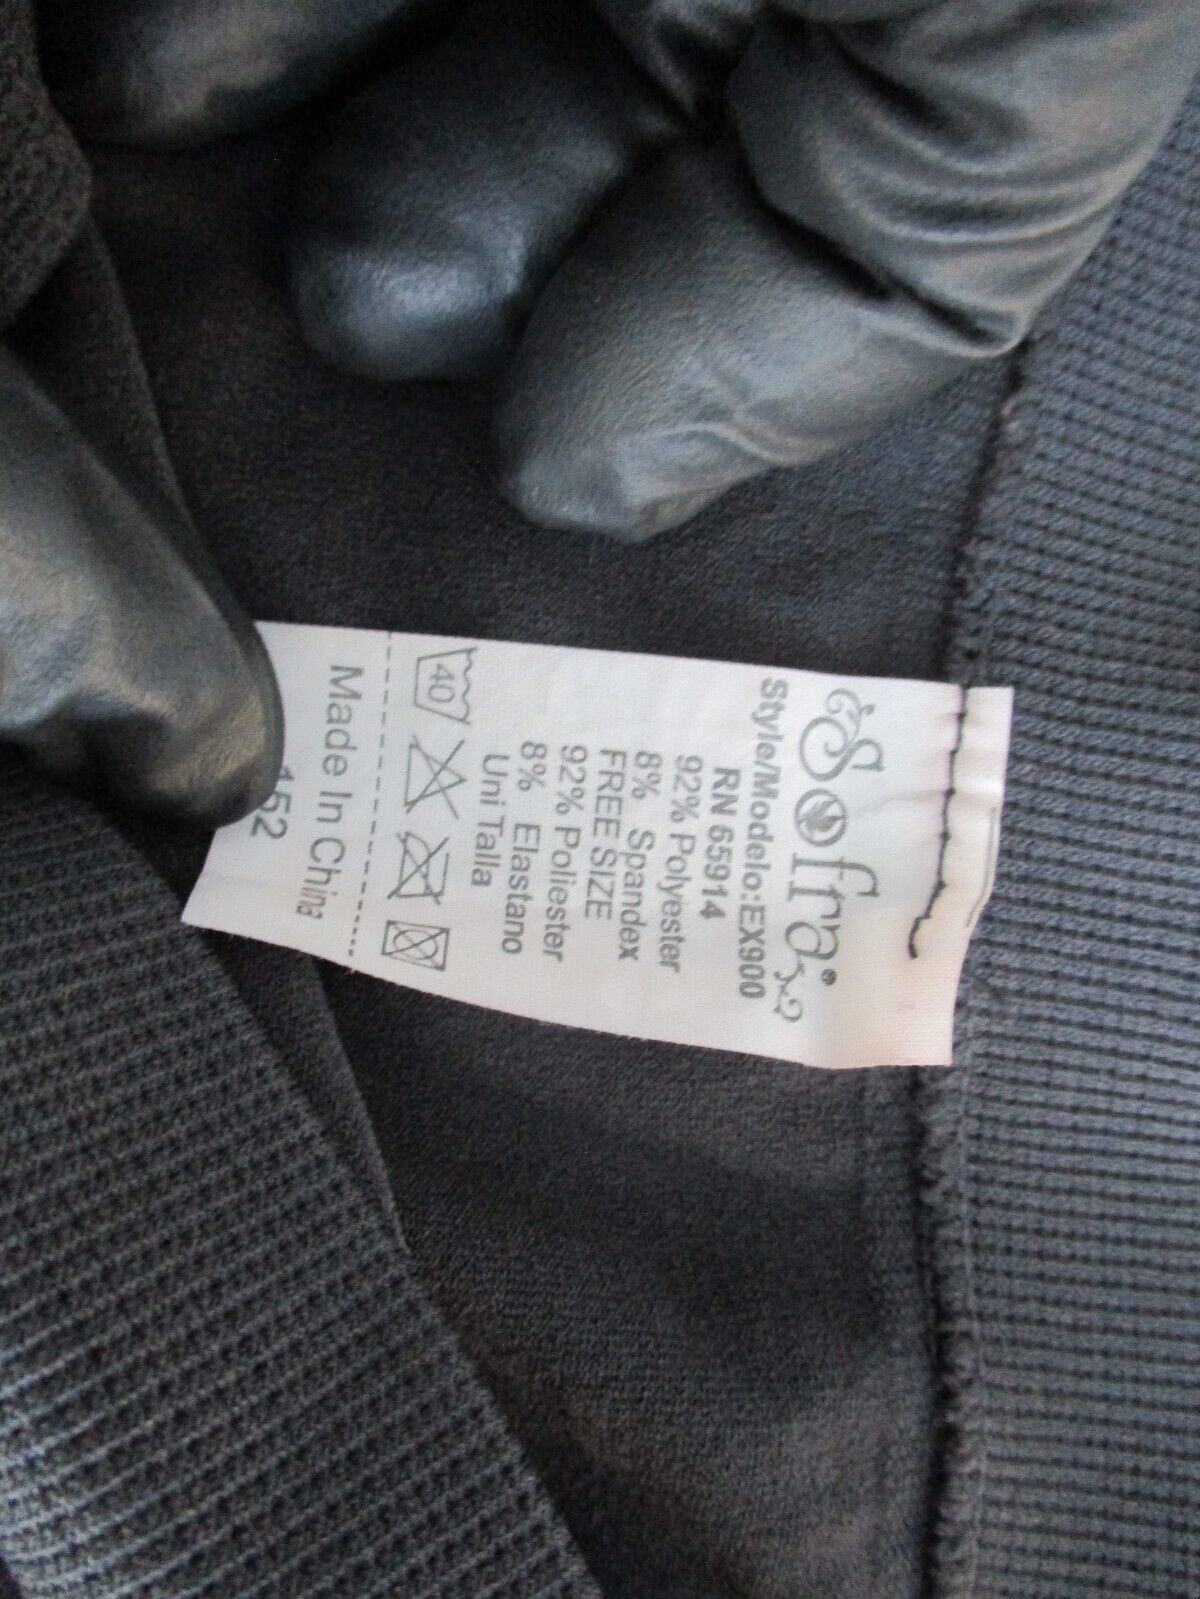 Sofra®
Style/Modelo:EX900
RN 65914
92% Polyester
8% Spandex
FREE SIZE
92% Poliester
8% Elastano
Uni Talla
40
Made In China
152